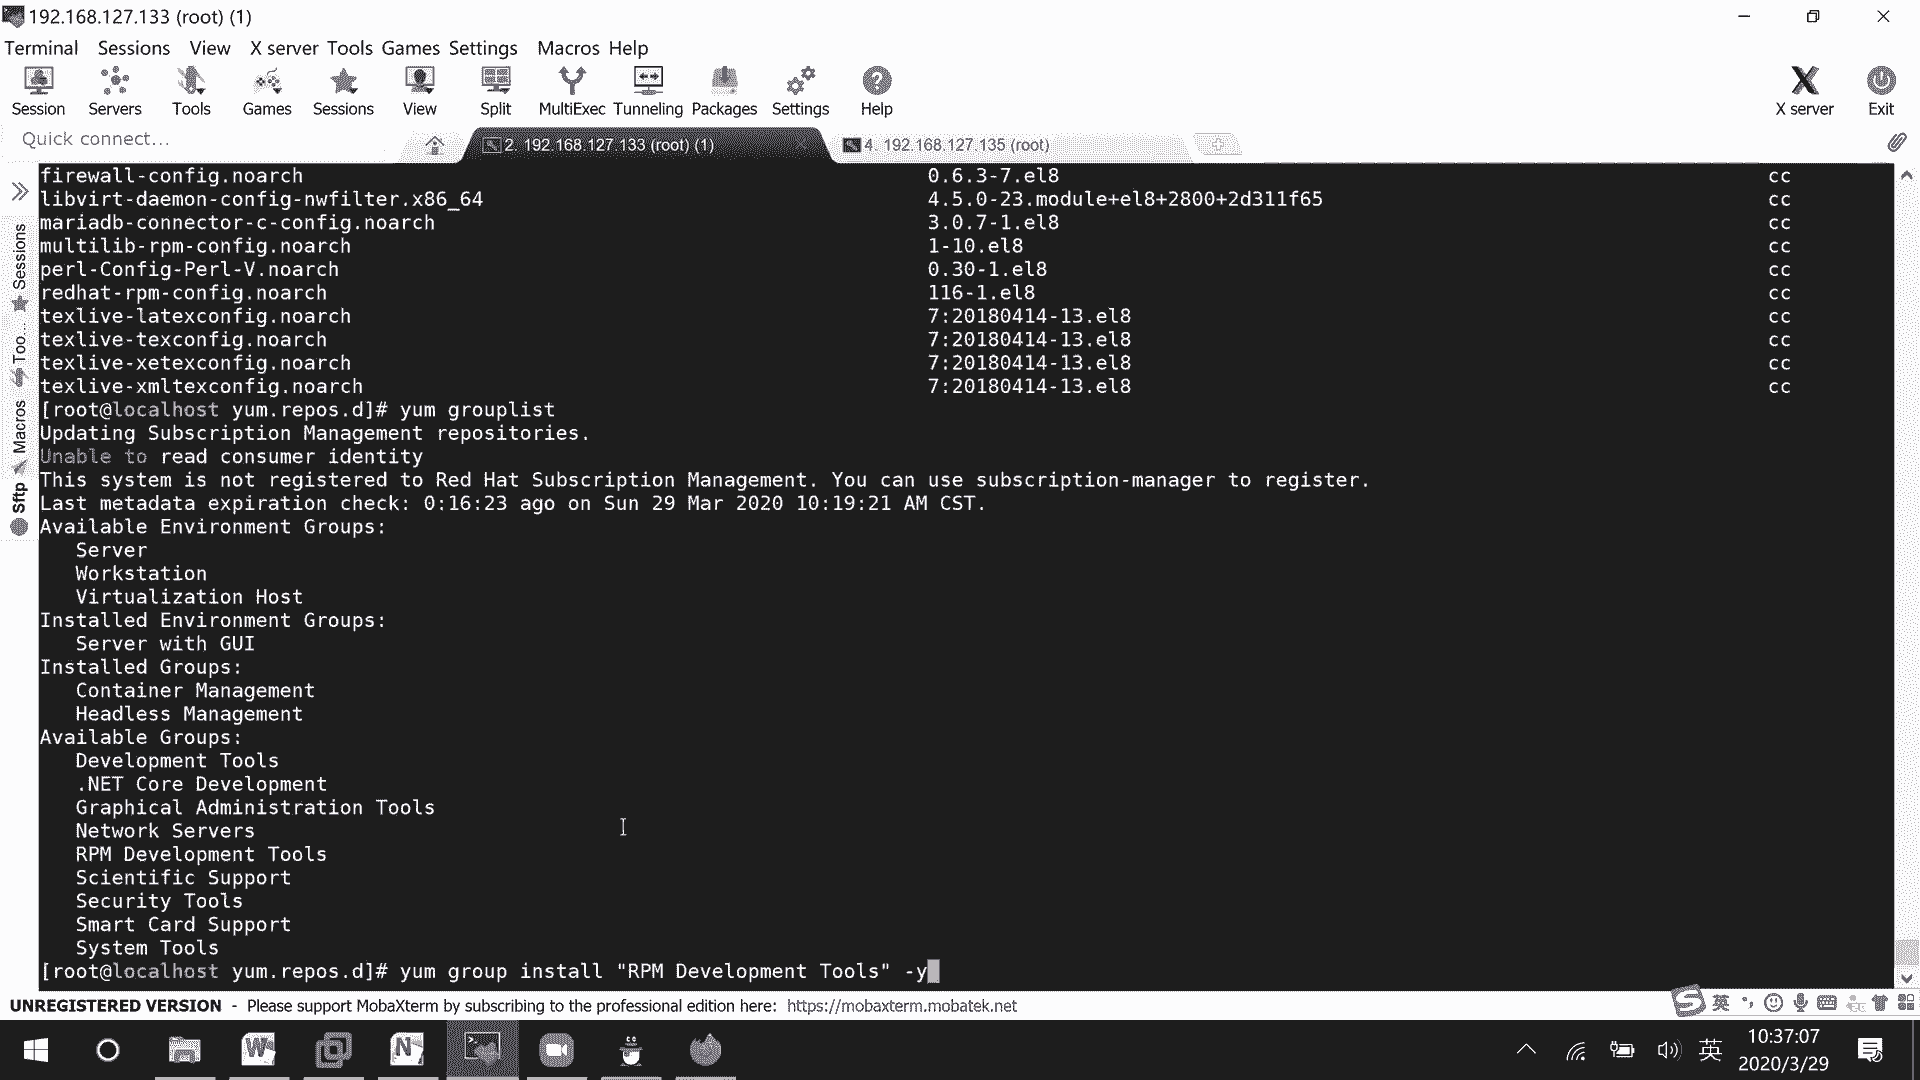 192.168.127.133 (root) (1)
Terminal Sessions View X server Tools Games Settings Macros Help
Session Servers Tools Games Sessions View Split MultiExec Tunneling Packages Settings Help X server Exit
Quick connect... 2. 192.168.127.133 (root) (1) 4. 192.168.127.135 (root)
firewall-config.noarch 0.6.3-7.el8 cc
libvirt-daemon-config-nwfilter.x86_64 4.5.0-23.module+el8+2800+2d311f65 cc
mariadb-connector-c-config.noarch 3.0.7-1.el8 cc
multilib-rpm-config.noarch 1-10.el8 cc
perl-Config-Perl-V.noarch 0.30-1.el8 cc
redhat-rpm-config.noarch 116-1.el8 cc
texlive-latexconfig.noarch 7:20180414-13.el8 cc
texlive-texconfig.noarch 7:20180414-13.el8 cc
texlive-xetexconfig.noarch 7:20180414-13.el8 cc
texlive-xmltexconfig.noarch 7:20180414-13.el8 cc
[root@localhost yum.repos.d]# yum grouplist
Updating Subscription Management repositories.
Unable to read consumer identity
This system is not registered to Red Hat Subscription Management. You can use subscription-manager to register.
Last metadata expiration check: 0:16:23 ago on Sun 29 Mar 2020 10:19:21 AM CST.
Available Environment Groups:
Server
Workstation
Virtualization Host
Installed Environment Groups:
Server with GUI
Installed Groups:
Container Management
Headless Management
Available Groups:
Development Tools
.NET Core Development
Graphical Administration Tools
Network Servers
RPM Development Tools
Scientific Support
Security Tools
Smart Card Support
System Tools
[root@localhost yum.repos.d]# yum group install "RPM Development Tools" -y
Sessions
Too...
Macros
Sftp
UNREGISTERED VERSION - Please support MobaXterm by subscribing to the professional edition here: https://mobaxterm.mobatek.net
英
英
10:37:07
2020/3/29